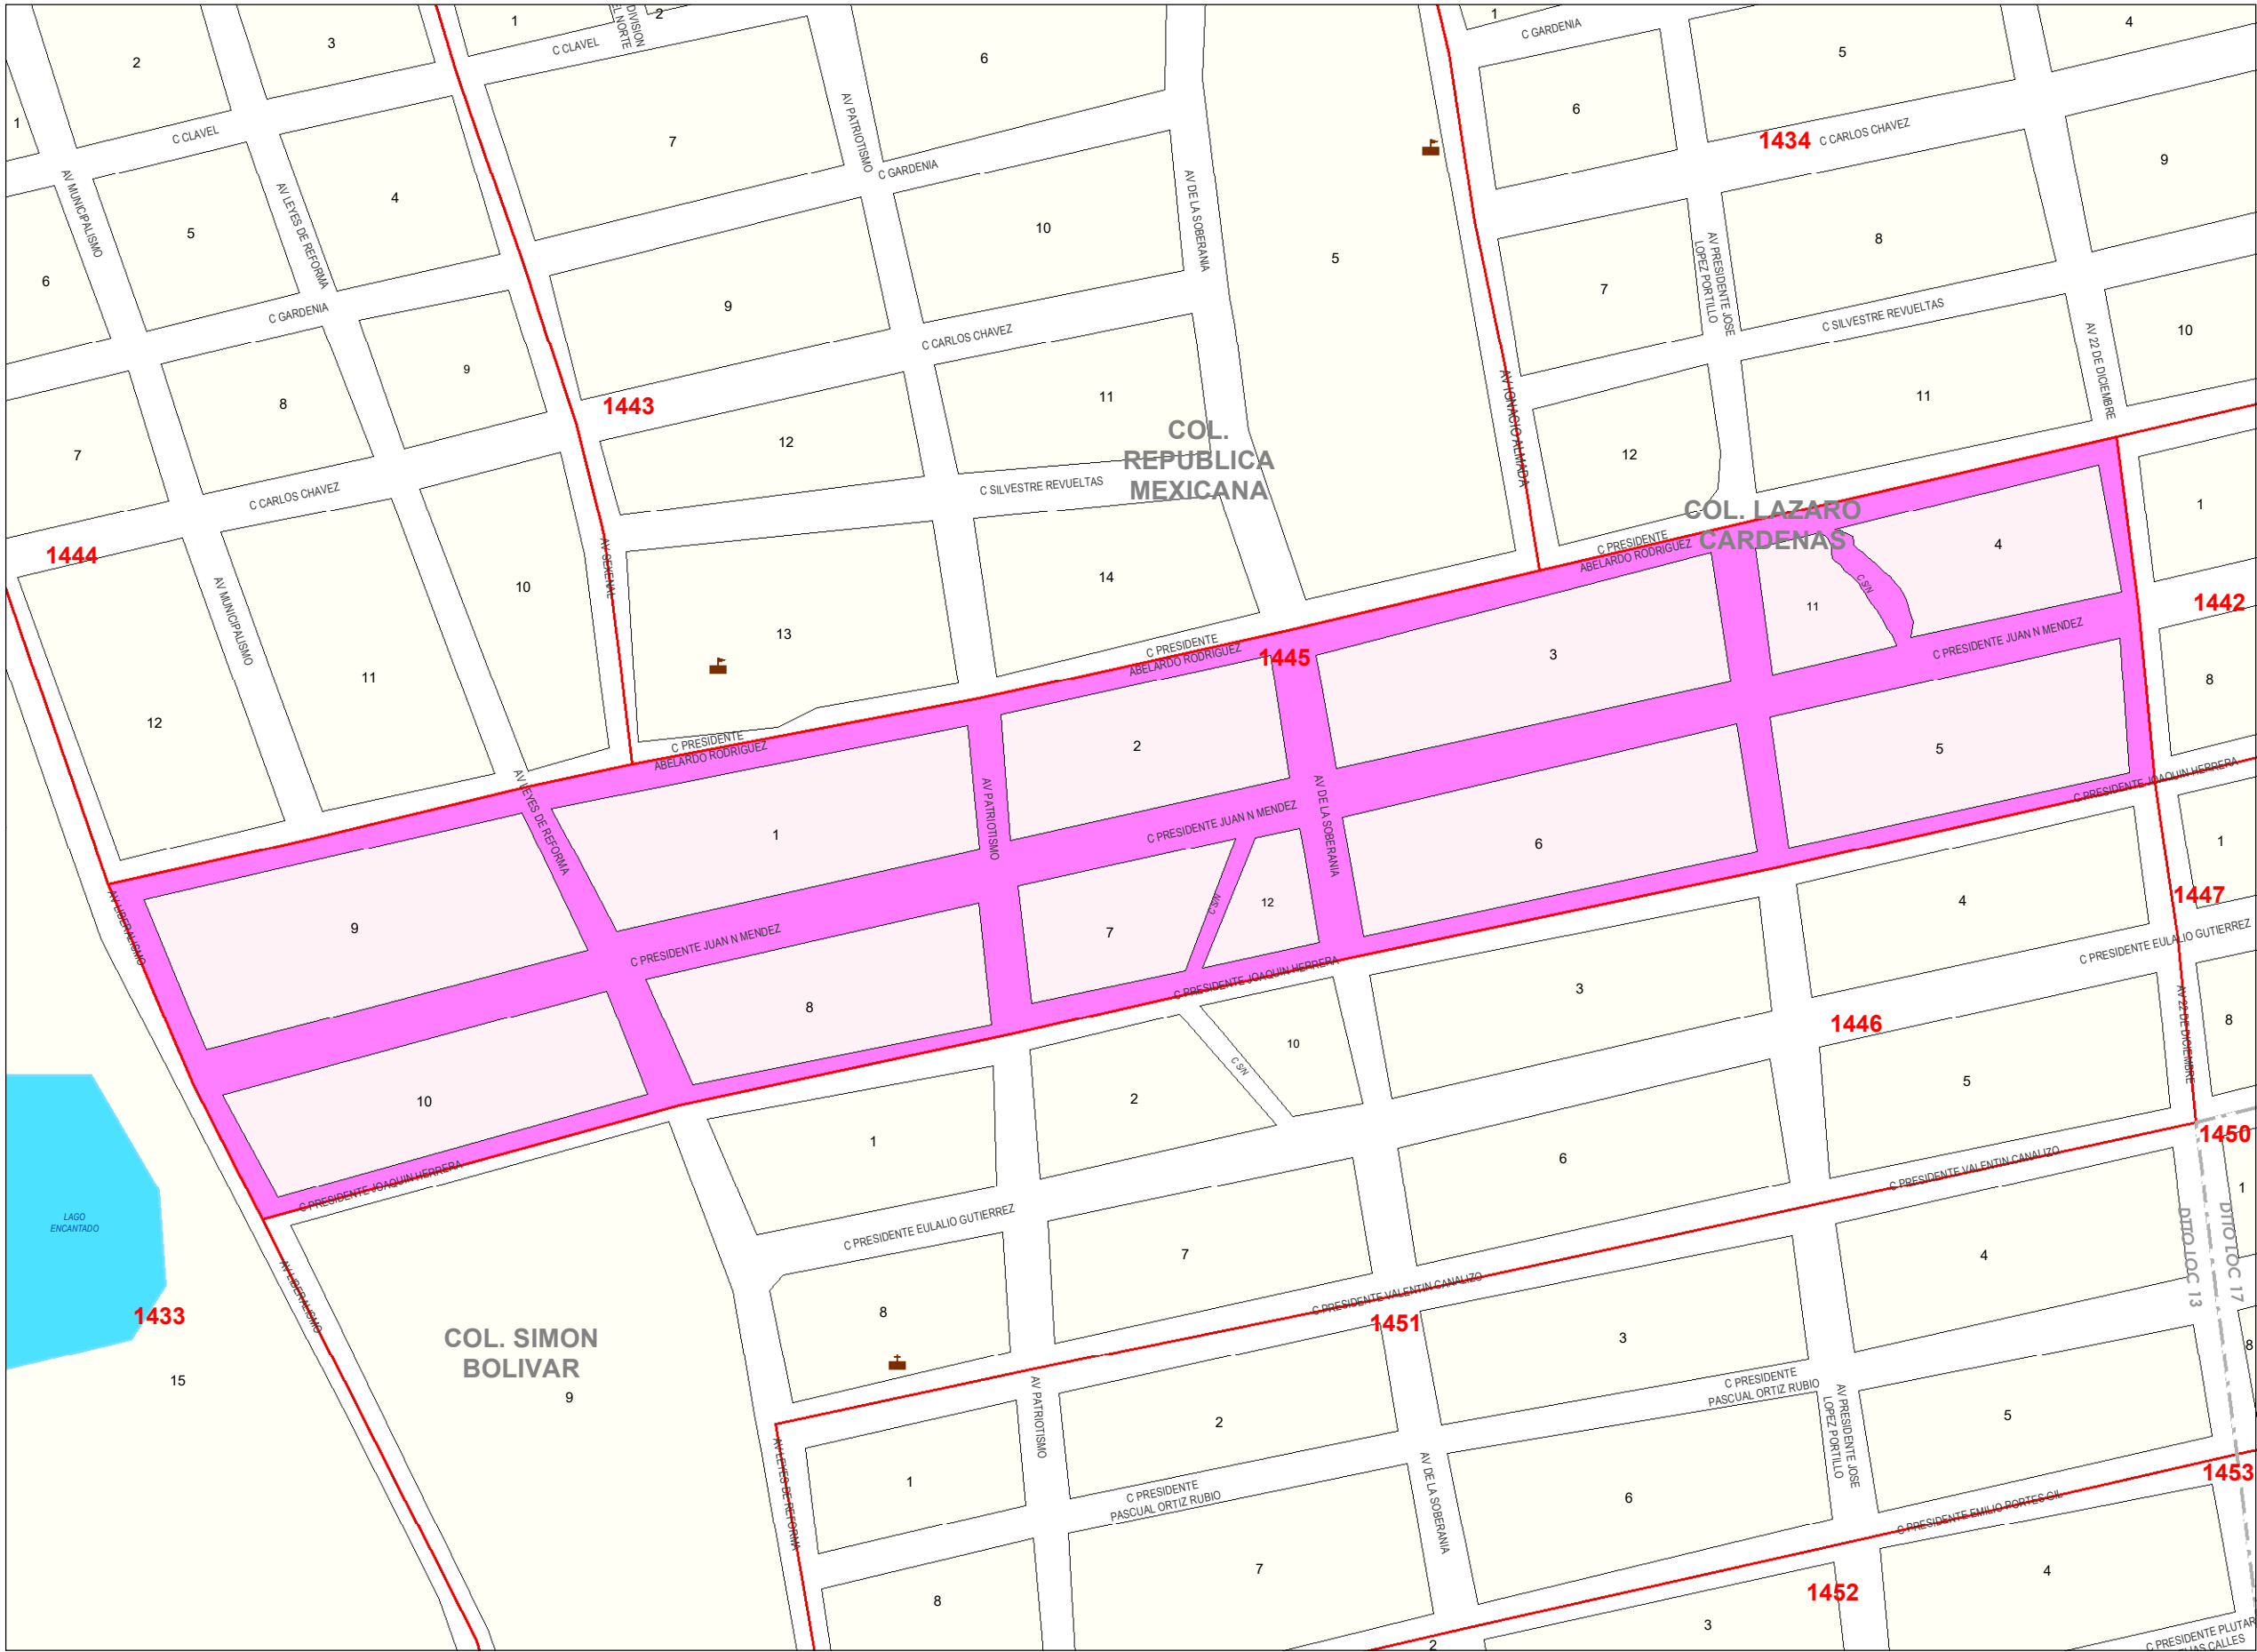 1
2
DIVISION
EL NORTE
1
4
C GARDENIA
3
C CLAVEL
5
2
6
6
1
C CLAVEL
AV PATRIOTISMO
7
1434
C CARLOS CHAVEZ
9
C GARDENIA
AV MUNICIPALISMO
AV LEYES DE REFORMA
4
AV DE LA SOBERANIA
5
10
8
AV PRESIDENTE JOSE
LOPEZ PORTILLO
5
6
7
C GARDENIA
9
C SILVESTRE REVUELTAS
10
C CARLOS CHAVEZ
AV 22 DE DICIEMBRE
9
8
1443
11
11
AV IGNACIO ALMADA
12
COL.
REPUBLICA
MEXICANA
7
12
C SILVESTRE REVUELTAS
C CARLOS CHAVEZ
1
COL. LAZARO
CARDENAS
1444
C PRESIDENTE
ABELARDO RODRIGUEZ
4
AV SEXENAL
14
10
C S/N
11
1442
AV MUNICIPALISMO
13
C PRESIDENTE
ABELARDO RODRIGUEZ
1445
3
C PRESIDENTE JUAN N MENDEZ
11
8
12
C PRESIDENTE
ABELARDO RODRIGUEZ
2
5
C PRESIDENTE JOAQUIN HERRERA
AV LEYES DE REFORMA
AV PATRIOTISMO
AV DE LA SOBERANIA
1
C PRESIDENTE JUAN N MENDEZ
6
1
1447
C S/N
12
4
AV LIBERALISMO
9
C PRESIDENTE JUAN N MENDEZ
7
C PRESIDENTE EULALIO GUTIERREZ
C PRESIDENTE JOAQUIN HERRERA
3
8
1446
AV 22 DE DICIEMBRE
8
10
C S/N
5
10
2
1
1450
6
C PRESIDENTE VALENTIN CANALIZO
C PRESIDENTE JOAQUIN HERRERA
1
LAGO
ENCANTADO
C PRESIDENTE EULALIO GUTIERREZ
7
DTTO LOC 13
DTTO LOC 17
4
AV LIBERALISMO
C PRESIDENTE VALENTIN CANALIZO
1433
8
1451
COL. SIMON
BOLIVAR
3
8
15
9
C PRESIDENTE
PASCUAL ORTIZ RUBIO
AV PATRIOTISMO
2
AV PRESIDENTE JOSE
LOPEZ PORTILLO
5
AV LEYES DE REFORMA
1
C PRESIDENTE
PASCUAL ORTIZ RUBIO
AV DE LA SOBERANIA
6
1453
C PRESIDENTE EMILIO PORTES GIL
7
4
8
1452
3
2
C PRESIDENTE PLUTAR
LIAS CALLES